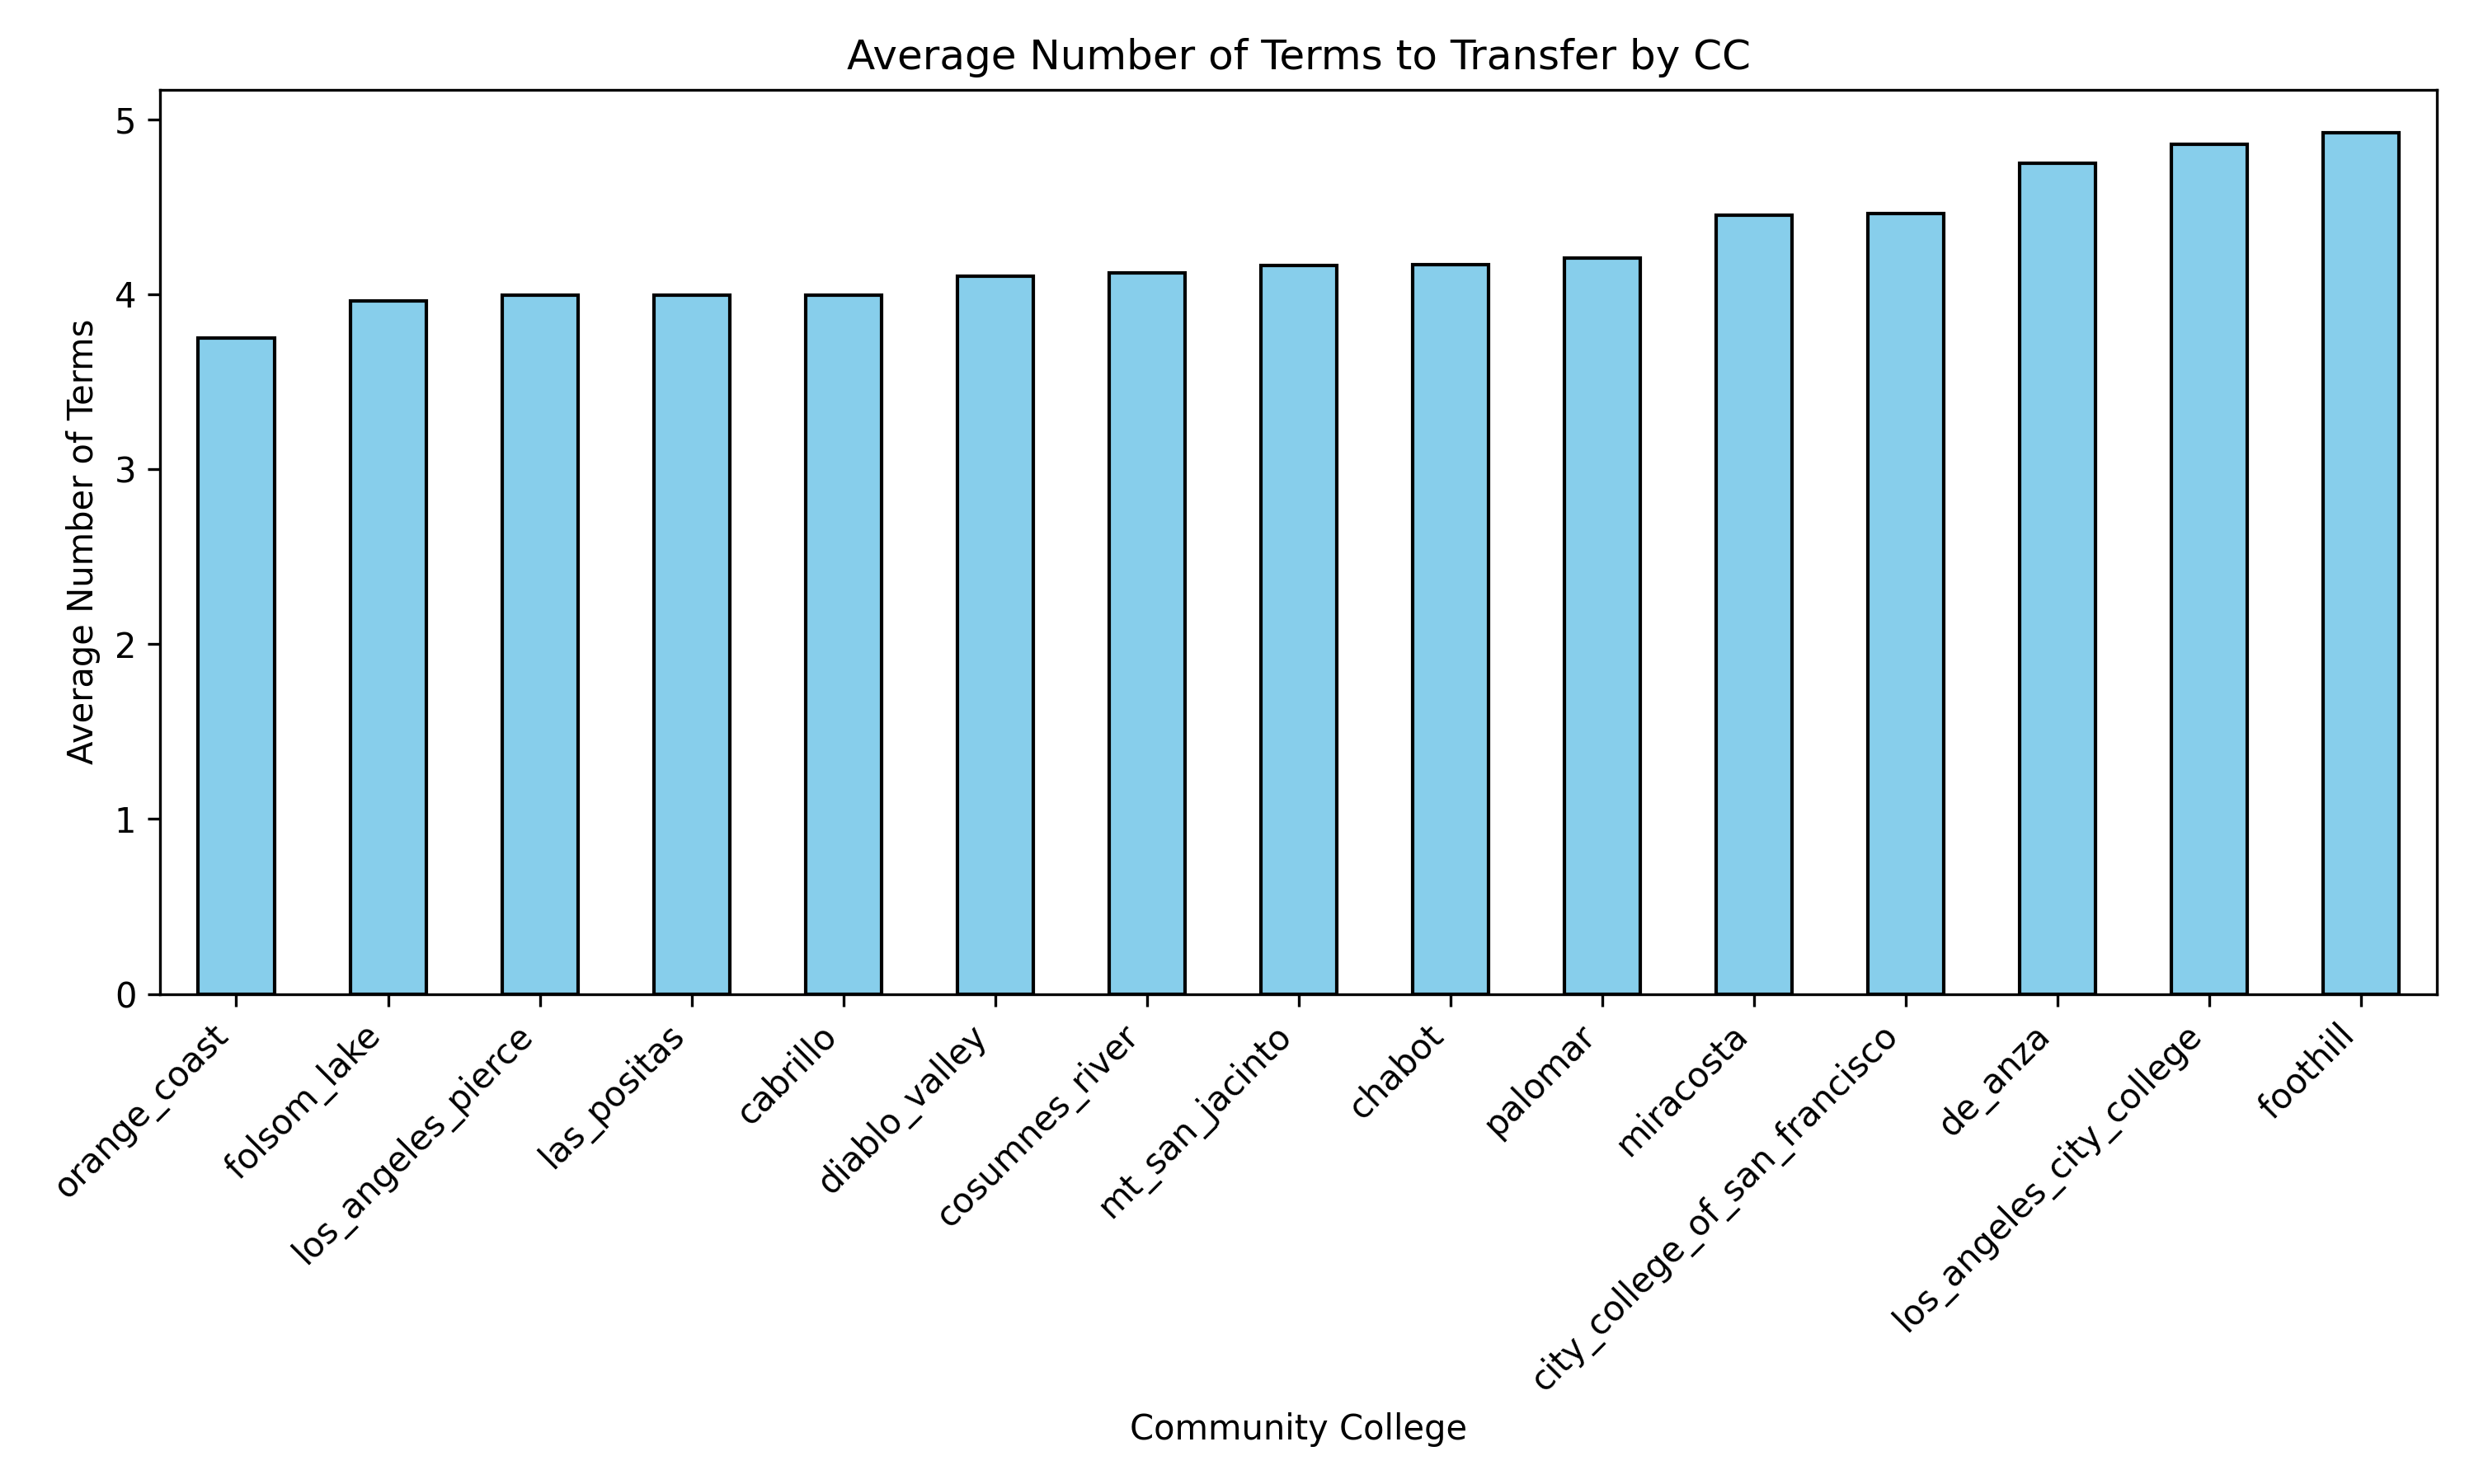 Average Number of Terms to Transfer by CC
Average Number of Terms
5
4
3
2
1
0
orange_coast
folsom_lake
los_angeles_pierce
las_positas
cabrillo
diablo_valley
cosumnes_river
mt_san_jacinto
chabot
palomar
miracosta
city_college_of_san_francisco
de_anza
los_angeles_city_college
foothill
Community College